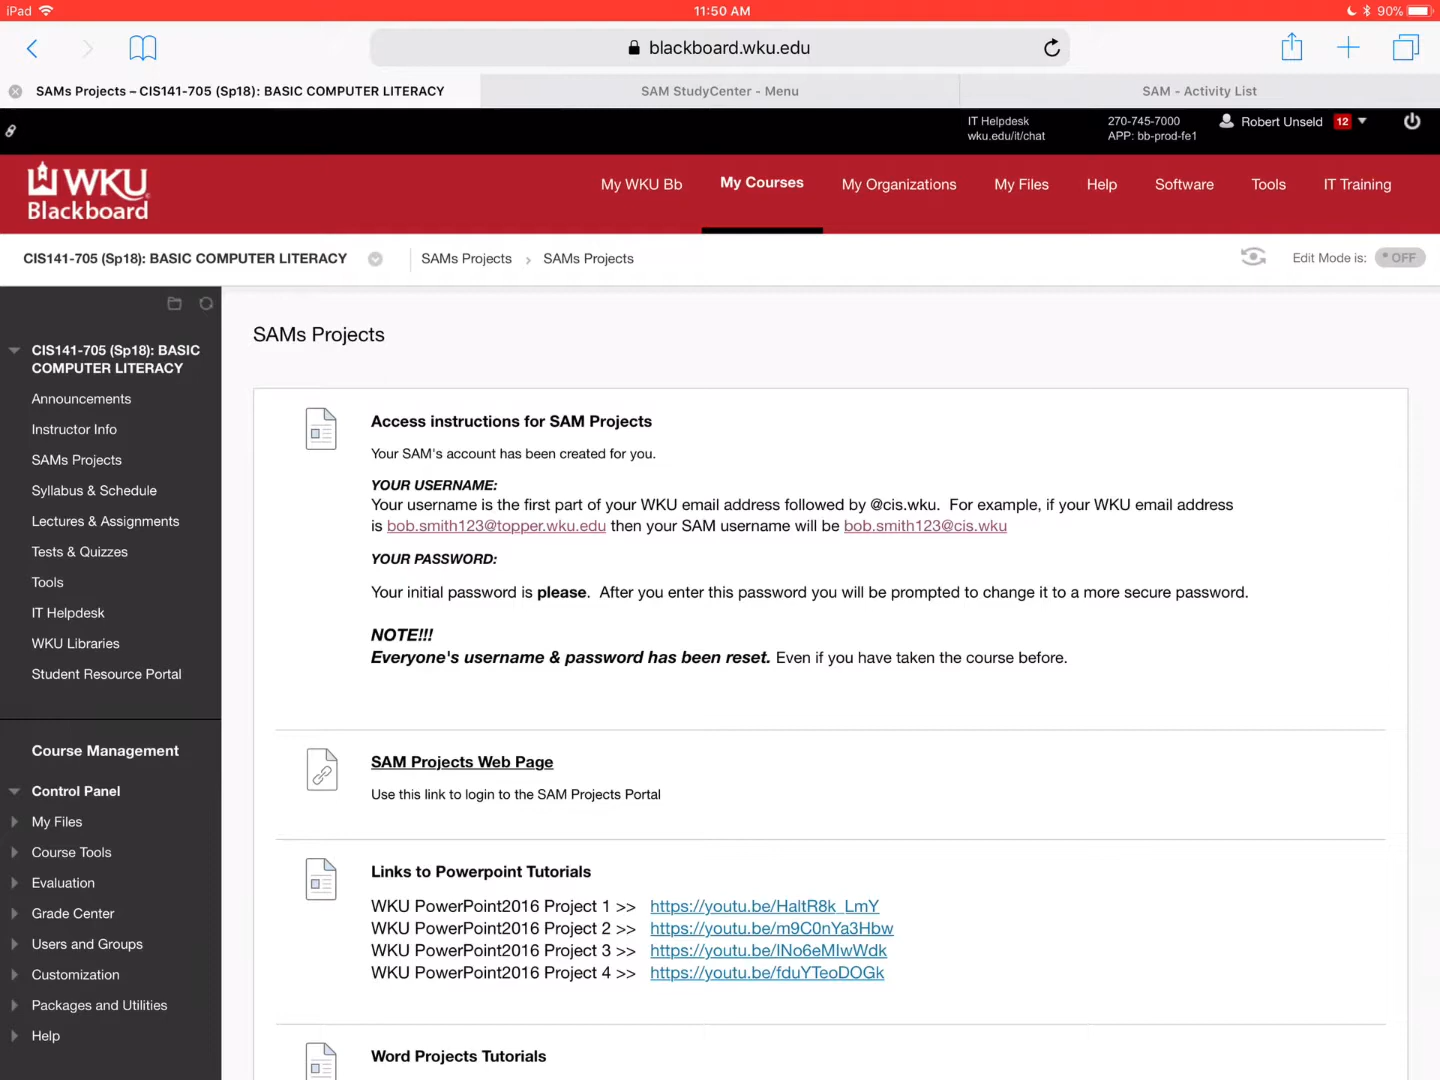 iPad 11:50 AM 90%
blackboard.wku.edu
SAMs Projects – CIS141-705 (Sp18): BASIC COMPUTER LITERACY SAM StudyCenter - Menu SAM - Activity List
IT Helpdesk 270-745-7000 Robert Unseld 12
wku.edu/it/chat APP: bb-prod-fe1
WKU
Blackboard
My WKU Bb My Courses My Organizations My Files Help Software Tools IT Training
CIS141-705 (Sp18): BASIC COMPUTER LITERACY SAMs Projects > SAMs Projects Edit Mode is: OFF
CIS141-705 (Sp18): BASIC
COMPUTER LITERACY
Announcements
Instructor Info
SAMs Projects
Syllabus & Schedule
Lectures & Assignments
Tests & Quizzes
Tools
IT Helpdesk
WKU Libraries
Student Resource Portal
Course Management
Control Panel
My Files
Course Tools
Evaluation
Grade Center
Users and Groups
Customization
Packages and Utilities
Help
SAMs Projects
Access instructions for SAM Projects
Your SAM's account has been created for you.
YOUR USERNAME:
Your username is the first part of your WKU email address followed by @cis.wku. For example, if your WKU email address
is bob.smith123@topper.wku.edu then your SAM username will be bob.smith123@cis.wku
YOUR PASSWORD:
Your initial password is please. After you enter this password you will be prompted to change it to a more secure password.
NOTE!!!
Everyone's username & password has been reset. Even if you have taken the course before.
SAM Projects Web Page
Use this link to login to the SAM Projects Portal
Links to Powerpoint Tutorials
WKU PowerPoint2016 Project 1 >> https://youtu.be/HaltR8k_LmY
WKU PowerPoint2016 Project 2 >> https://youtu.be/m9C0nYa3Hbw
WKU PowerPoint2016 Project 3 >> https://youtu.be/lNo6eMIwWdk
WKU PowerPoint2016 Project 4 >> https://youtu.be/fduYTeoDOGk
Word Projects Tutorials